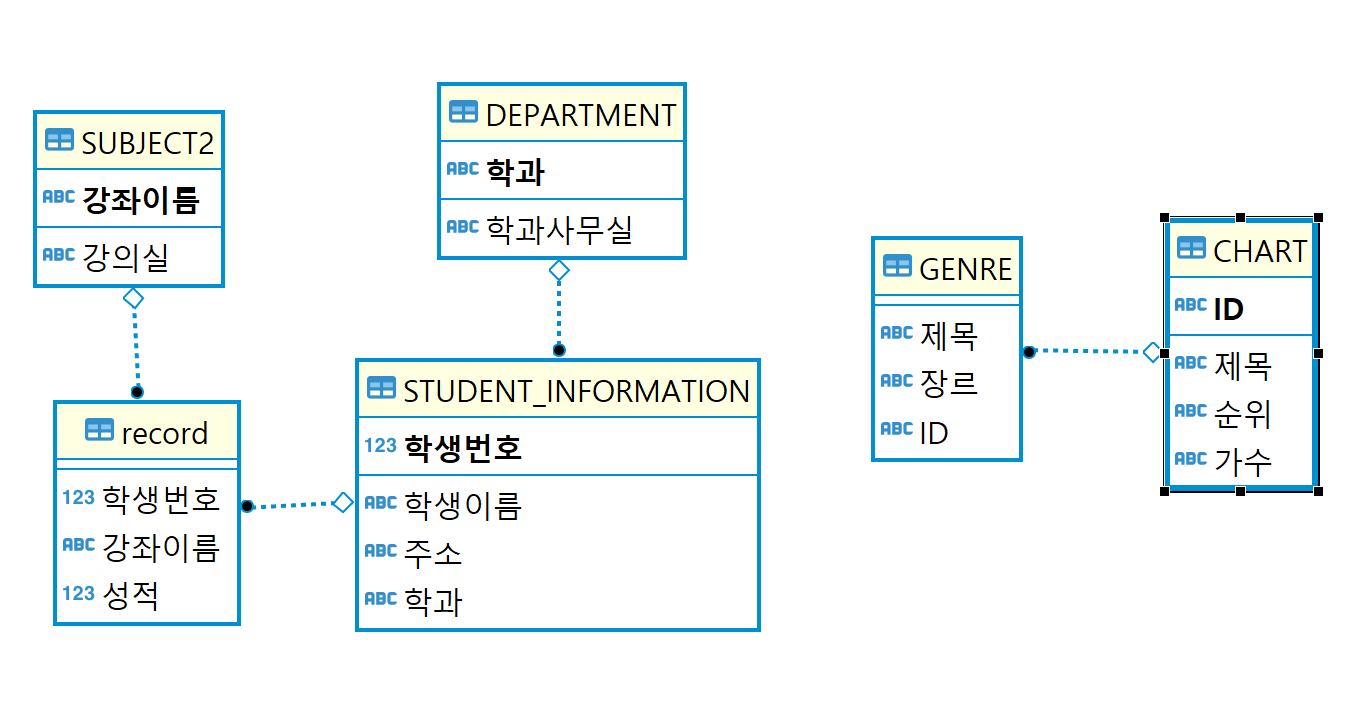 SUBJECT2
ABC 강좌이름
ABC 강의실
record
123 학생번호
ABC 강좌이름
123 성적
DEPARTMENT
ABC 학과
ABC 학과사무실
STUDENT_INFORMATION
123 학생번호
ABC 학생이름
ABC 주소
ABC 학과
GENRE
ABC 제목
ABC 장르
ABC ID
CHART
ABC ID
ABC 제목
ABC 순위
ABC 가수